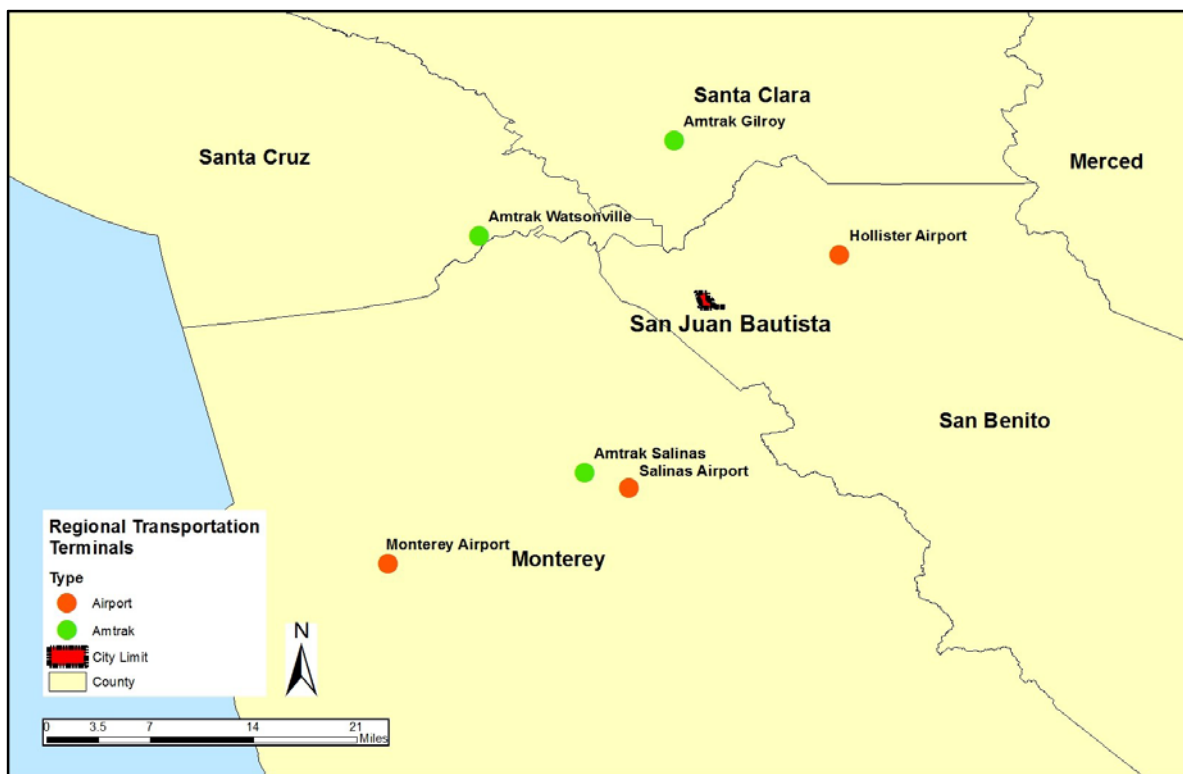 Santa Clara
Amtrak Gilroy
Santa Cruz
Merced
Amtrak Watsonville
Hollister Airport
San Juan Bautista
San Benito
Amtrak Salinas
Salinas Airport
Monterey Airport
Monterey
Regional Transportation
Terminals
Type
Airport
Amtrak
City Limit
County
N
0 3.5 7 14 21
Miles